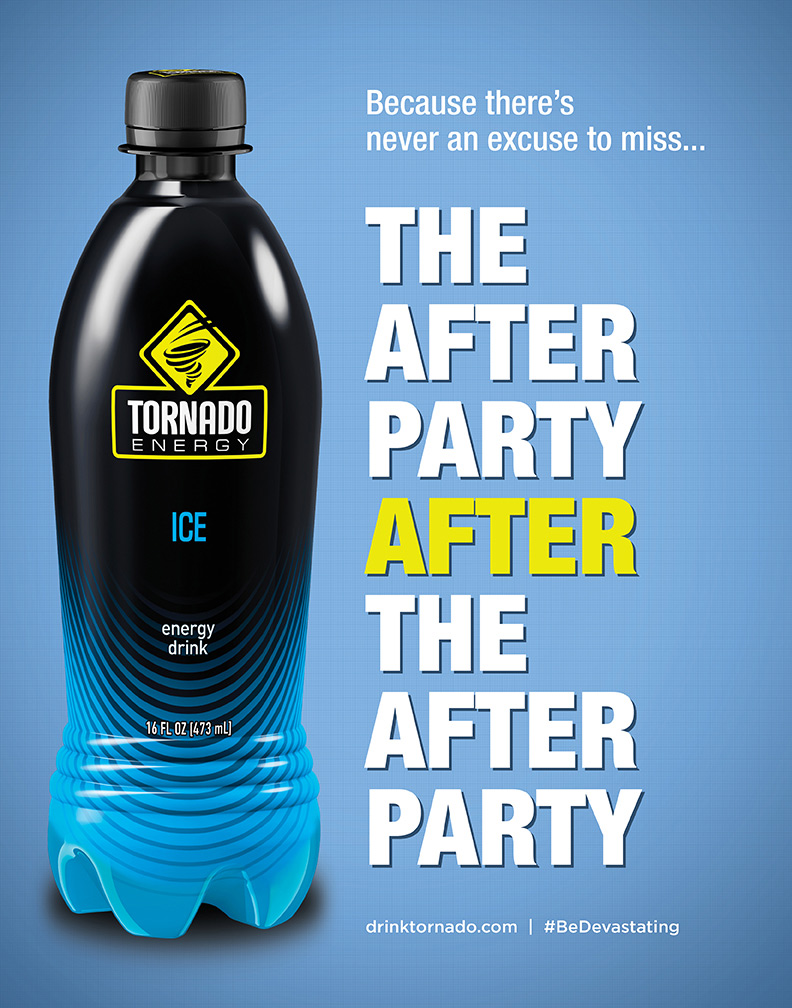 Because there's
never an excuse to miss...
THE
AFTER
PARTY
AFTER
THE
AFTER
PARTY
TORNADO
ENERGY
ICE
energy
drink
16 FL OZ (473 mL)
drinktornado.com | #BeDevastating